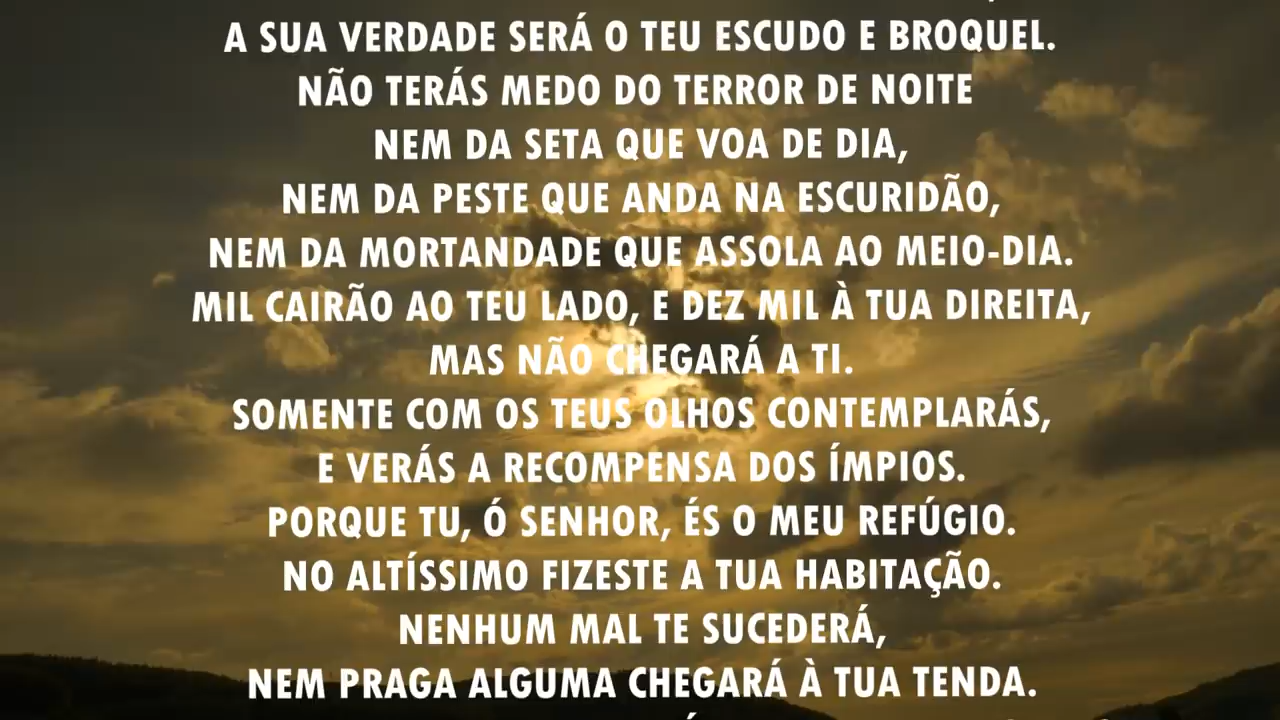 A SUA VERDADE SERÁ O TEU ESCUDO E BROQUEL.
NÃO TERÁS MEDO DO TERROR DE NOITE
NEM DA SETA QUE VOA DE DIA,
NEM DA PESTE QUE ANDA NA ESCURIDÃO,
NEM DA MORTANDADE QUE ASSOLA AO MEIO-DIA.
MIL CAIRÃO AO TEU LADO, E DEZ MIL À TUA DIREITA,
MAS NÃO CHEGARÁ A TI.
SOMENTE COM OS TEUS OLHOS CONTEMPLARÁS,
E VERÁS A RECOMPENSA DOS ÍMPIOS.
PORQUE TU, Ó SENHOR, ÉS O MEU REFÚGIO.
NO ALTÍSSIMO FIZESTE A TUA HABITAÇÃO.
NENHUM MAL TE SUCEDERÁ,
NEM PRAGA ALGUMA CHEGARÁ À TUA TENDA.